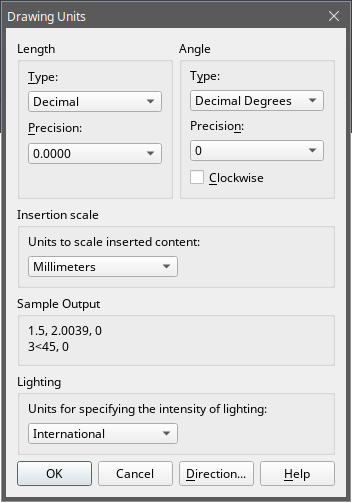 Drawing Units
Length
Type:
Decimal
Precision:
0.0000
Angle
Type:
Decimal Degrees
Precision:
0
Clockwise
Insertion scale
Units to scale inserted content:
Millimeters
Sample Output
1.5, 2.0039, 0
3<45, 0
Lighting
Units for specifying the intensity of lighting:
International
OK Cancel Direction... Help